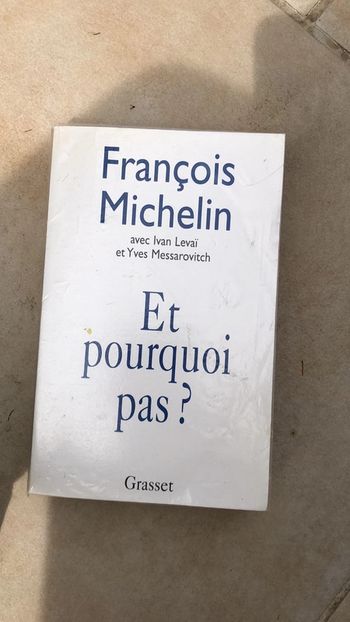 François
Michelin
avec Ivan Levaï
et Yves Messarovitch
Et
pourquoi
pas ?
Grasset